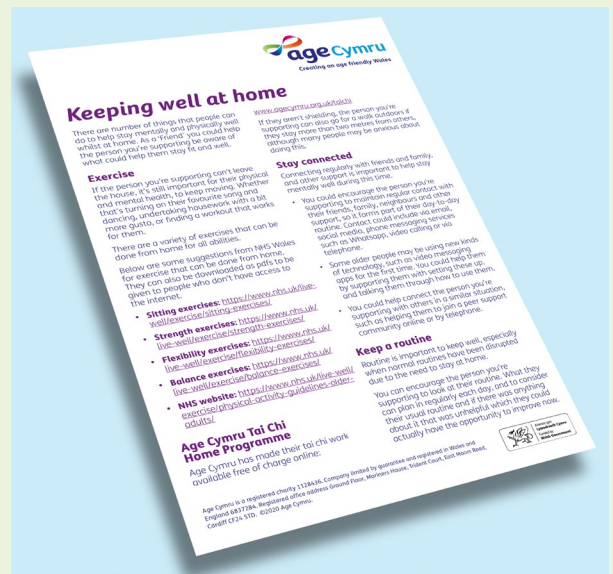 age Cymru
Creating an age friendly Wales
Keeping well at home
There are number of things that people can
do to help stay mentally and physically well
whilst at home. As a 'Friend' you could help
the person you're supporting be aware of
what could help them stay fit and well.
Exercise
If the person you're supporting can't leave
the house, it's still important for their physical
and mental health, to keep moving. Whether
that's turning on their favourite song and
dancing, undertaking housework with a bit
more gusto, or finding a workout that works
for them.
There are a variety of exercises that can be
done from home for all abilities.
Below are some suggestions from NHS Wales
for exercise that can be done from home.
They can also be downloaded as pdfs to be
given to people who don't have access to
the internet.
• Sitting exercises: https://www.nhs.uk/live-
well/exercise/sitting-exercises/
• Strength exercises: https://www.nhs.uk/
live-well/exercise/strength-exercises/
• Flexibility exercises: https://www.nhs.uk/
live-well/exercise/flexibility-exercises/
• Balance exercises: https://www.nhs.uk/
live-well/exercise/balance-exercises/
• NHS website: https://www.nhs.uk/live-well/
exercise/physical-activity-guidelines-older-
adults/
Age Cymru Tai Chi
Home Programme
Age Cymru has made their tai chi work
available free of charge online:
www.agecymru.org.uk/taichi
If they aren't shielding, the person you're
supporting can also go for a walk outdoors if
they stay more than two metres from others,
although many people may be anxious about
doing this.
Stay connected
Connecting regularly with friends and family,
and other support is important to help stay
mentally well during this time.
• You could encourage the person you're
supporting to maintain regular contact with
their friends, family, neighbours and other
support, so it forms part of their day-to-day
routine. Contact could include via email,
social media, phone messaging services
such as Whatsapp, video calling or via
telephone.
• Some older people may be using new kinds
of technology, such as video messaging
apps for the first time. You could help them
by supporting them with setting these up,
and talking them through how to use them.
• You could help connect the person you're
supporting with others in a similar situation,
such as helping them to join a peer support
community online or by telephone.
Keep a routine
Routine is important to keep well, especially
when normal routines have been disrupted
due to the need to stay at home.
You can encourage the person you're
supporting to look at their routine. What they
can plan in regularly each day, and to consider
their usual routine and if there was anything
about it that was unhelpful which they could
actually have the opportunity to improve now.
Age Cymru is a registered charity 1128436. Company limited by guarantee and registered in Wales and
England 6837284. Registered office address Ground Floor, Mariners House, Trident Court, East Moors Road,
Cardiff CF24 5TD. ©2020 Age Cymru.
Llywodraeth Cymru
Welsh Government